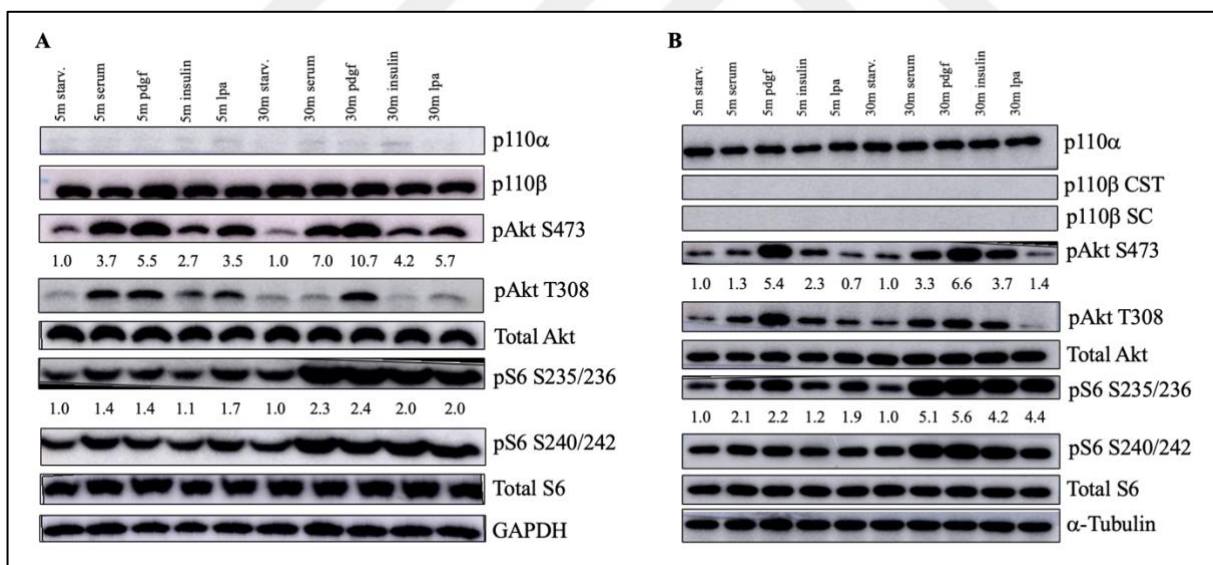 A
5m starv.
5m serum
5m pdgf
5m insulin
5m lpa
30m starv.
30m serum
30m pdgf
30m insulin
30m lpa
p110α
p110β
pAkt S473
1.0 3.7 5.5 2.7 3.5 1.0 7.0 10.7 4.2 5.7
pAkt T308
Total Akt
pS6 S235/236
1.0 1.4 1.4 1.1 1.7 1.0 2.3 2.4 2.0 2.0
pS6 S240/242
Total S6
GAPDH
B
5m starv.
5m serum
5m pdgf
5m insulin
5m lpa
30m starv.
30m serum
30m pdgf
30m insulin
30m lpa
p110α
p110β CST
p110β SC
pAkt S473
1.0 1.3 5.4 2.3 0.7 1.0 3.3 6.6 3.7 1.4
pAkt T308
Total Akt
pS6 S235/236
1.0 2.1 2.2 1.2 1.9 1.0 5.1 5.6 4.2 4.4
pS6 S240/242
Total S6
α-Tubulin